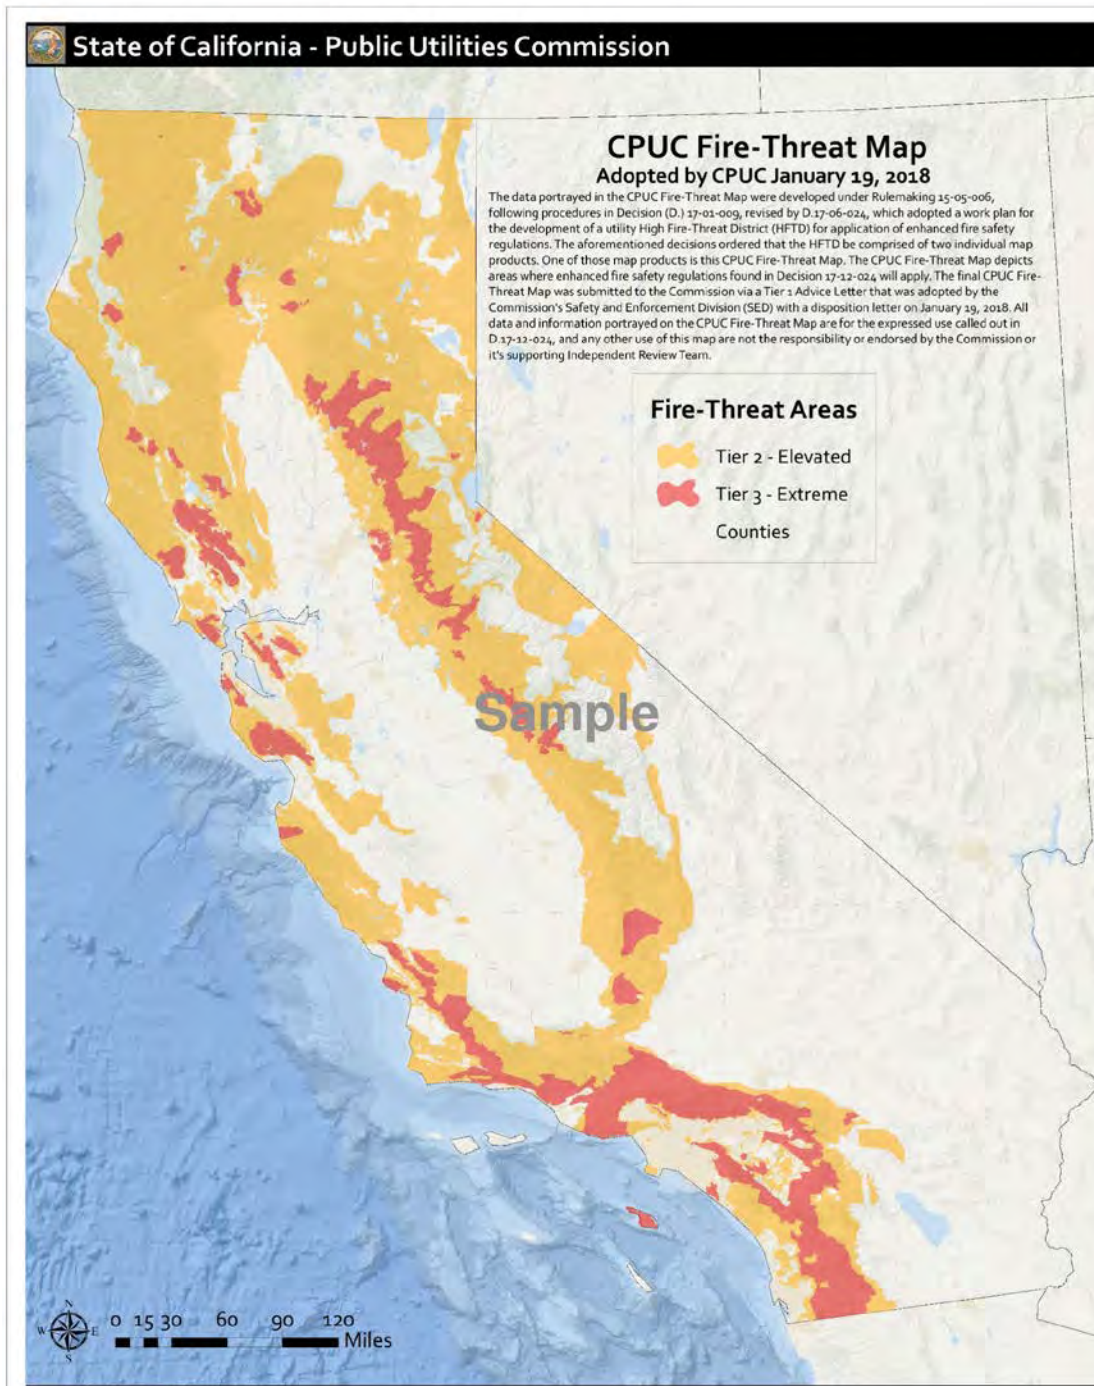 State of California - Public Utilities Commission
CPUC Fire-Threat Map
Adopted by CPUC January 19, 2018
The data portrayed in the CPUC Fire-Threat Map were developed under Rulemaking 15-05-006,
following procedures in Decision (D.) 17-01-009, revised by D.17-06-024, which adopted a work plan for
the development of a utility High Fire-Threat District (HFTD) for application of enhanced fire safety
regulations. The aforementioned decisions ordered that the HFTD be comprised of two individual map
products. One of those map products is this CPUC Fire-Threat Map. The CPUC Fire-Threat Map depicts
areas where enhanced fire safety regulations found in Decision 17-12-024 will apply. The final CPUC Fire-
Threat Map was submitted to the Commission via a Tier 1 Advice Letter that was adopted by the
Commission's Safety and Enforcement Division (SED) with a disposition letter on January 19, 2018. All
data and information portrayed on the CPUC Fire-Threat Map are for the expressed use called out in
D.17-12-024, and any other use of this map are not the responsibility or endorsed by the Commission or
it's supporting Independent Review Team.
Fire-Threat Areas
Tier 2 - Elevated
Tier 3 - Extreme
Counties
Sample
N
W E
S
0 15 30 60 90 120
Miles